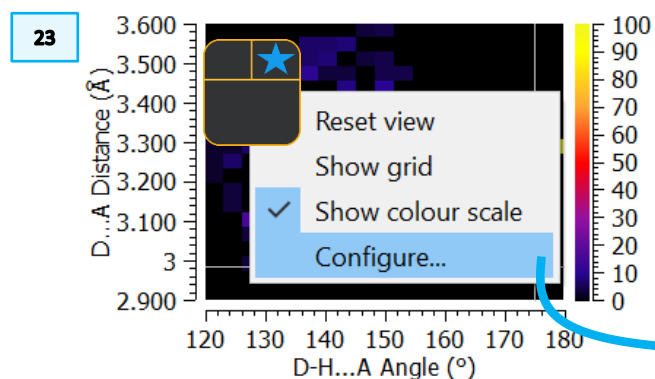 23
3.600
3.500
3.400
3.300
3.200
3.100
3
2.900
D...A Distance (Å)
Reset view
Show grid
Show colour scale
Configure...
100
90
80
70
60
50
40
30
20
10
0
120 130 140 150 160 170 180
D-H...A Angle (°)